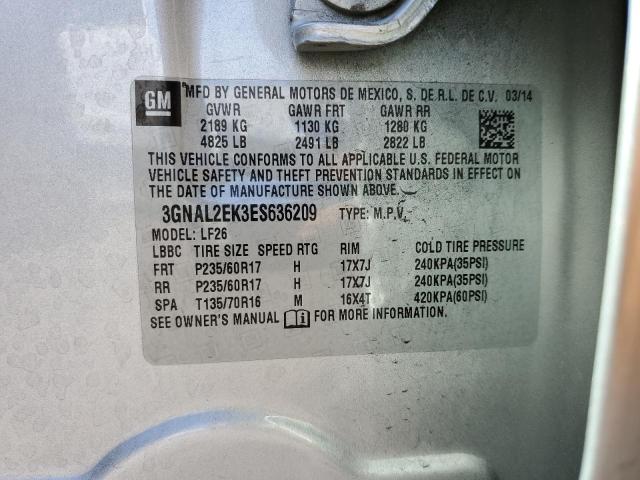 GM
MFD BY GENERAL MOTORS DE MEXICO, S. DE R.L. DE C.V. 03/14
GVWR GAWR FRT GAWR RR
2189 KG 1130 KG 1280 KG
4825 LB 2491 LB 2822 LB
THIS VEHICLE CONFORMS TO ALL APPLICABLE U.S. FEDERAL MOTOR
VEHICLE SAFETY AND THEFT PREVENTION STANDARDS IN EFFECT ON
THE DATE OF MANUFACTURE SHOWN ABOVE.
3GNAL2EK3ES636209 TYPE: M.P.V.
MODEL: LF26
LBBC TIRE SIZE SPEED RTG RIM COLD TIRE PRESSURE
FRT P235/60R17 H 17X7J 240KPA(35PSI)
RR P235/60R17 H 17X7J 240KPA(35PSI)
SPA T135/70R16 M 16X4T 420KPA(60PSI)
SEE OWNER'S MANUAL FOR MORE INFORMATION.